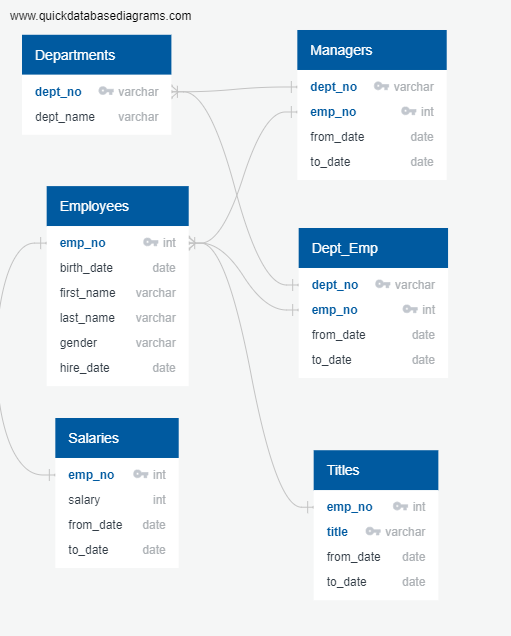 www.quickdatabasediagrams.com
Departments
dept_no varchar
dept_name varchar
Managers
dept_no varchar
emp_no int
from_date date
to_date date
Employees
emp_no int
birth_date date
first_name varchar
last_name varchar
gender varchar
hire_date date
Dept_Emp
dept_no varchar
emp_no int
from_date date
to_date date
Salaries
emp_no int
salary int
from_date date
to_date date
Titles
emp_no int
title varchar
from_date date
to_date date